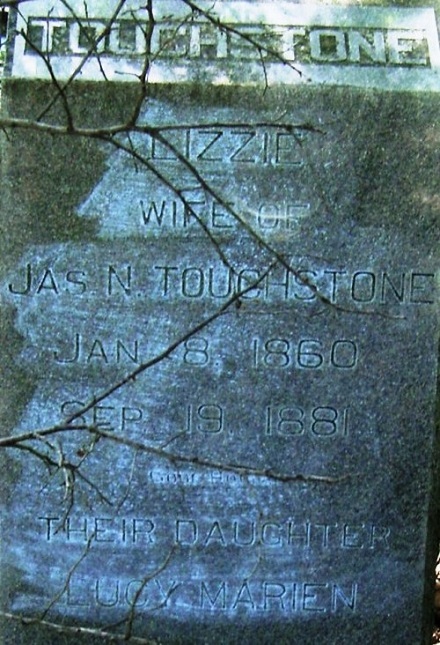 TOUCHSTONE
LIZZIE
WIFE OF
JAS. N. TOUCHSTONE
JAN. 8. 1860
SEP. 19. 1881
THEIR DAUGHTER
LUCY MARIEN